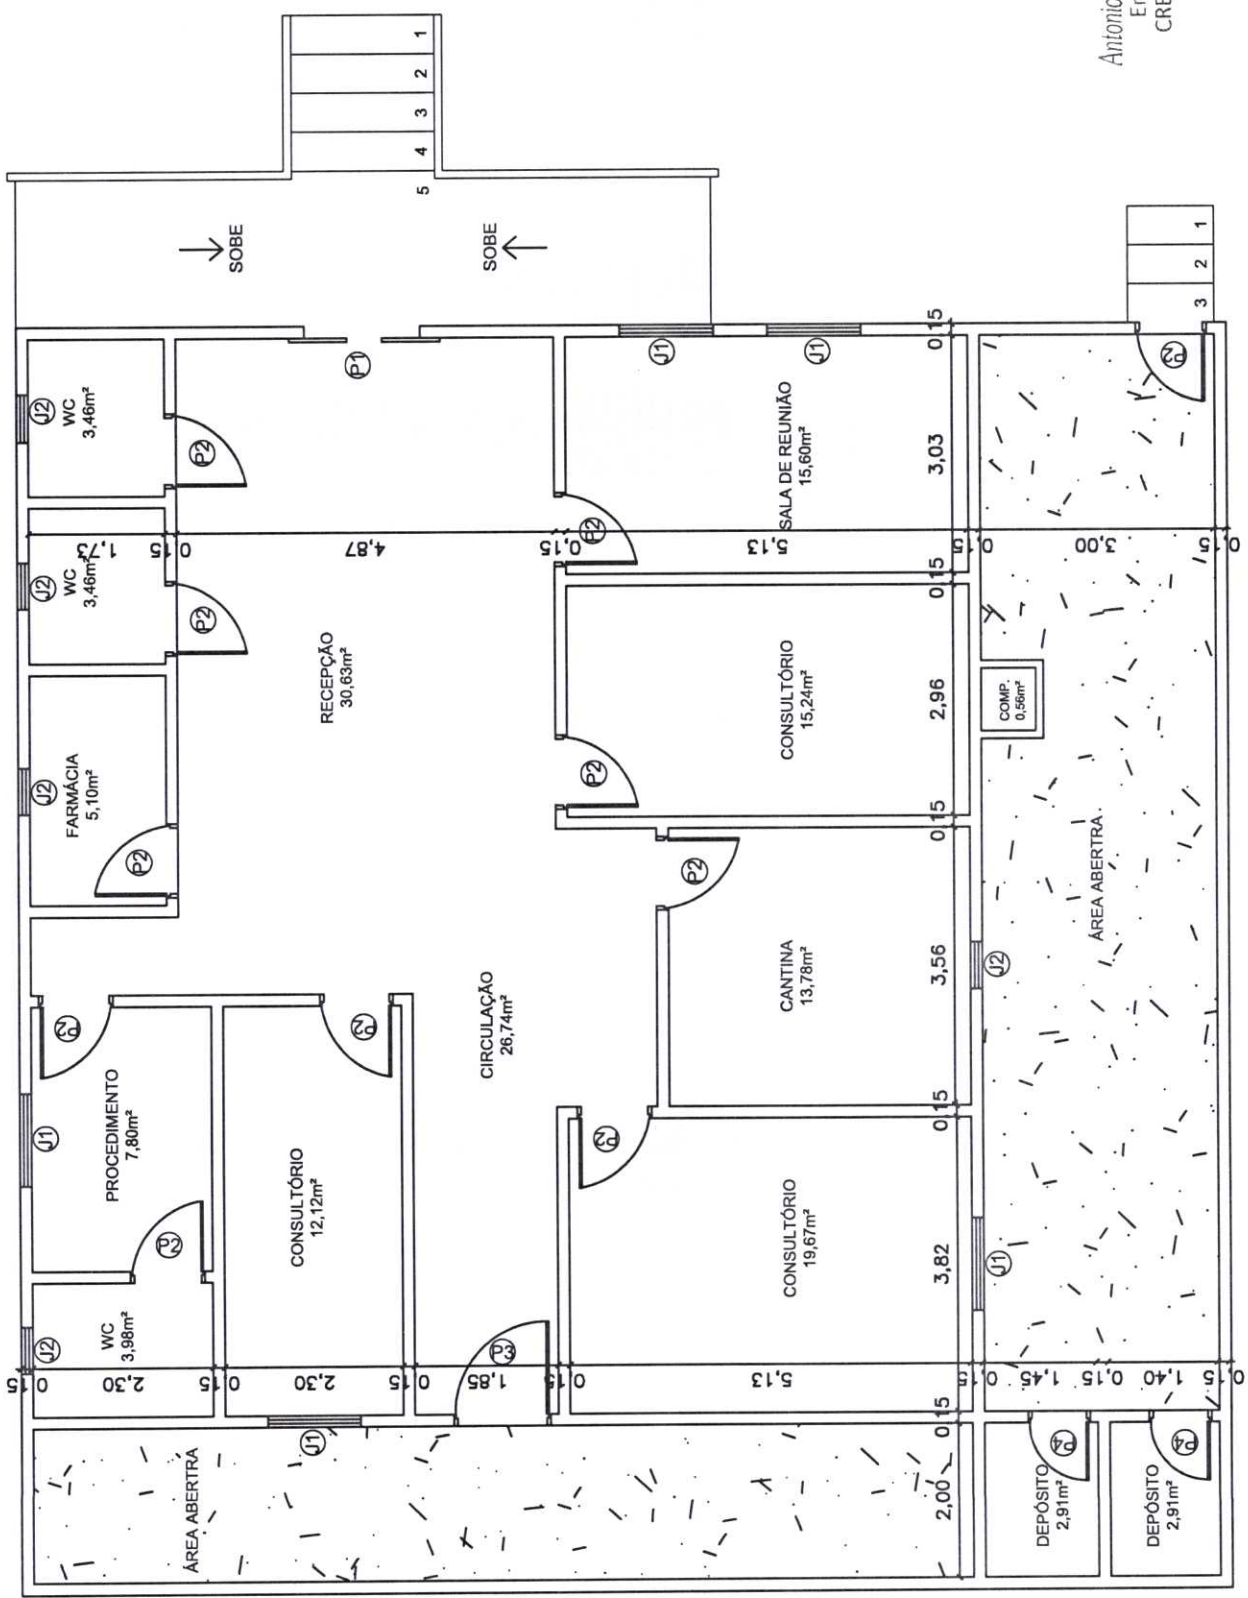 Antonio
En
CRE
1
2
3
4
5
SOBE
SOBE
1
2
3
J2
WC
3,46m²
P2
P1
J1
J1
P2
0,15
J2
WC
3,46m²
P2
1,73
0,15
4,87
0,15
P2
5,13
SALA DE REUNIÃO
15,60m²
3,03
0,15
3,00
0,15
0,15
J2
FARMÁCIA
5,10m²
P2
RECEPÇÃO
30,63m²
P2
CONSULTÓRIO
15,24m²
2,96
COMP.
0,56m²
0,15
P2
CANTINA
13,78m²
3,56
J2
ÁREA ABERTRA
CIRCULAÇÃO
26,74m²
P2
P2
J1
PROCEDIMENTO
7,80m²
P2
CONSULTÓRIO
12,12m²
P2
0,15
CONSULTÓRIO
19,67m²
3,82
J1
J2
WC
3,98m²
P3
0,15
2,30
0,15
2,30
0,15
1,85
0,15
5,13
0,15
1,45
0,15
1,40
0,15
J1
ÁREA ABERTRA
0,15
2,00
P4
DEPÓSITO
2,91m²
P4
DEPÓSITO
2,91m²